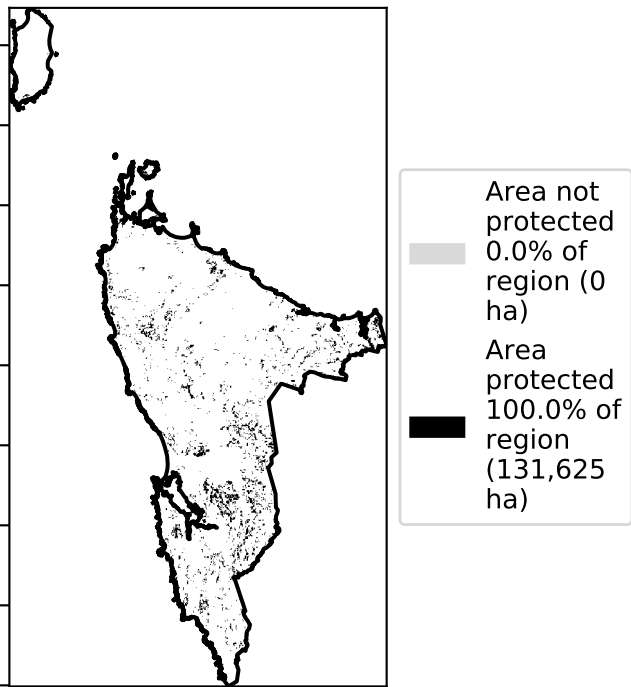 Area not
protected
0.0% of
region (0
ha)
Area
protected
100.0% of
region
(131,625
ha)